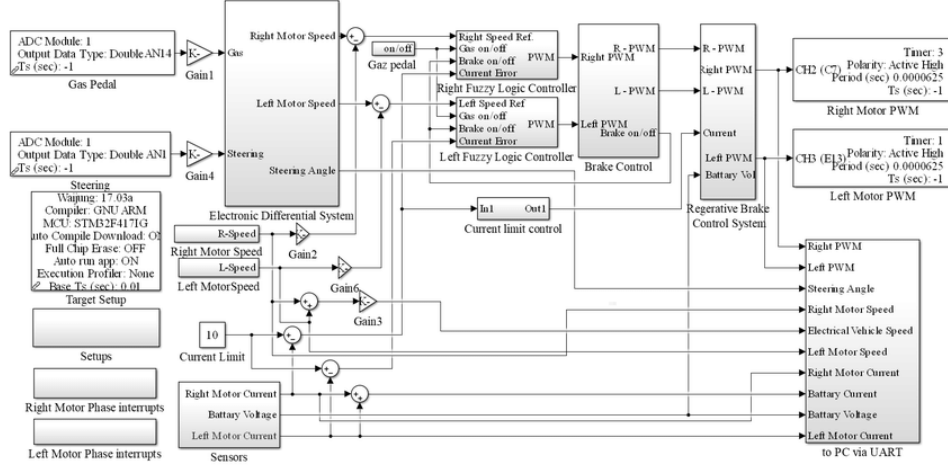 ADC Module: 1
Output Data Type: Double AN14
Ts (sec): -1
Gas Pedal
K-
Gain1
Gas
Right Motor Speed
Left Motor Speed
Steering
Steering Angle
Electronic Differential System
ADC Module: 1
Output Data Type: Double AN1
Ts (sec): -1
Steering
K-
Gain4
on/off
Gaz pedal
Right Speed Ref.
Gas on/off
Brake on/off
Current Error
PWM
Right Fuzzy Logic Controller
Left Speed Ref
Gas on/off
Brake on/off
Current Error
PWM
Left Fuzzy Logic Controller
R - PWM
Right PWM
L - PWM
Left PWM
Brake on/off
Brake Control
R - PWM
Right PWM
L - PWM
Current
Left PWM
Battary Vol
Regerative Brake
Control System
Timer: 3
Polarity: Active High
CH2 (C7)
Period (sec) 0.0000625
Ts (sec): -1
Right Motor PWM
Timer: 1
Polarity: Active High
CH3 (E13)
Period (sec) 0.0000625
Ts (sec): -1
Left Motor PWM
Waijung: 17.03a
Compiler: GNU ARM
MCU: STM32F417IG
uto Compile Download: O
Full Chip Erase: OFF
Auto run app: ON
Execution Profiler: None
Base Ts (sec): 0.01
Target Setup
R-Speed
Right Motor Speed
L-Speed
Left MotorSpeed
Gain2
Gain6
K-
Gain3
In1
Out1
Current limit control
10
Current Limit
Setups
Right Motor Phase interrupts
Left Motor Phase interrupts
Right Motor Current
Battary Voltage
Left Motor Current
Sensors
Right PWM
Left PWM
Steering Angle
Right Motor Speed
Electrical Vehicle Speed
Left Motor Speed
Right Motor Current
Battary Current
Battary Voltage
Left Motor Current
to PC via UART